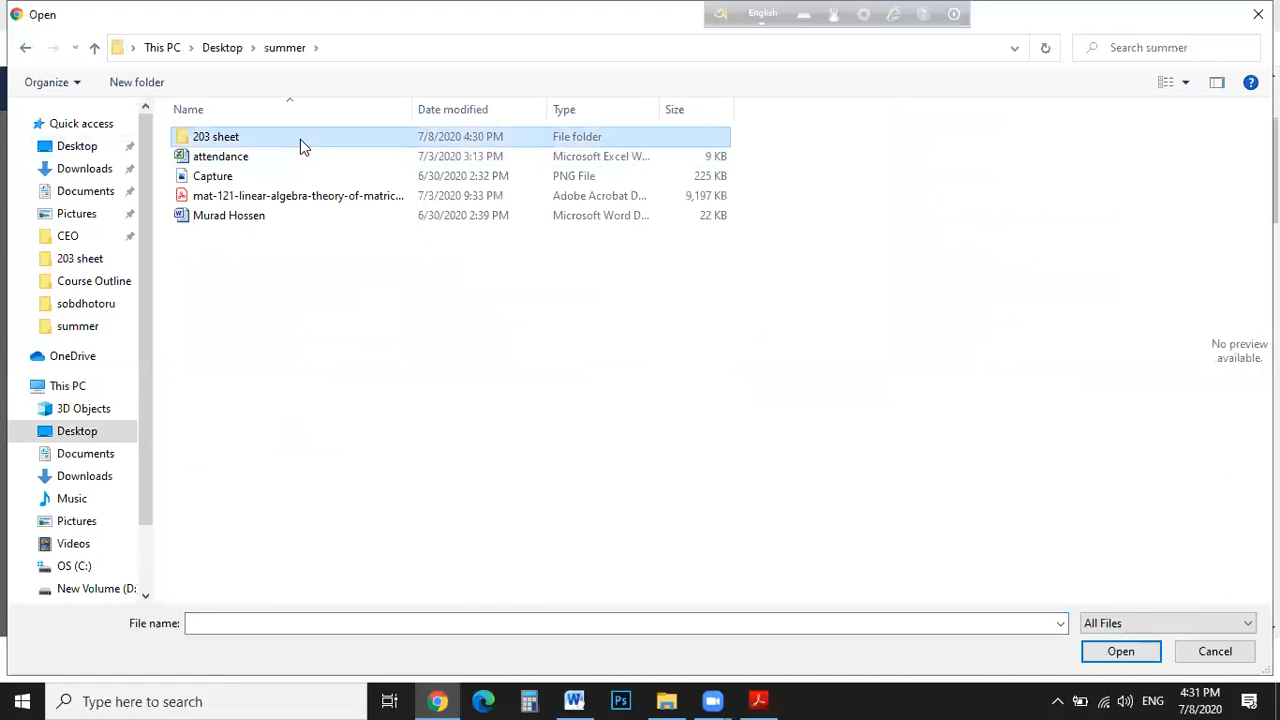 Open
English
This PC > Desktop > summer >
Search summer
Organize
New folder
Name
Date modified
Type
Size
203 sheet 7/8/2020 4:30 PM File folder
attendance 7/3/2020 3:13 PM Microsoft Excel W... 9 KB
Capture 6/30/2020 2:32 PM PNG File 225 KB
mat-121-linear-algebra-theory-of-matric... 7/3/2020 9:33 PM Adobe Acrobat D... 9,197 KB
Murad Hossen 6/30/2020 2:39 PM Microsoft Word D... 22 KB
Quick access
Desktop
Downloads
Documents
Pictures
CEO
203 sheet
Course Outline
sobdhotoru
summer
OneDrive
This PC
3D Objects
Desktop
Documents
Downloads
Music
Pictures
Videos
OS (C:)
New Volume (D:
No preview
available.
File name:
All Files
Open
Cancel
Type here to search
ENG
4:31 PM
7/8/2020